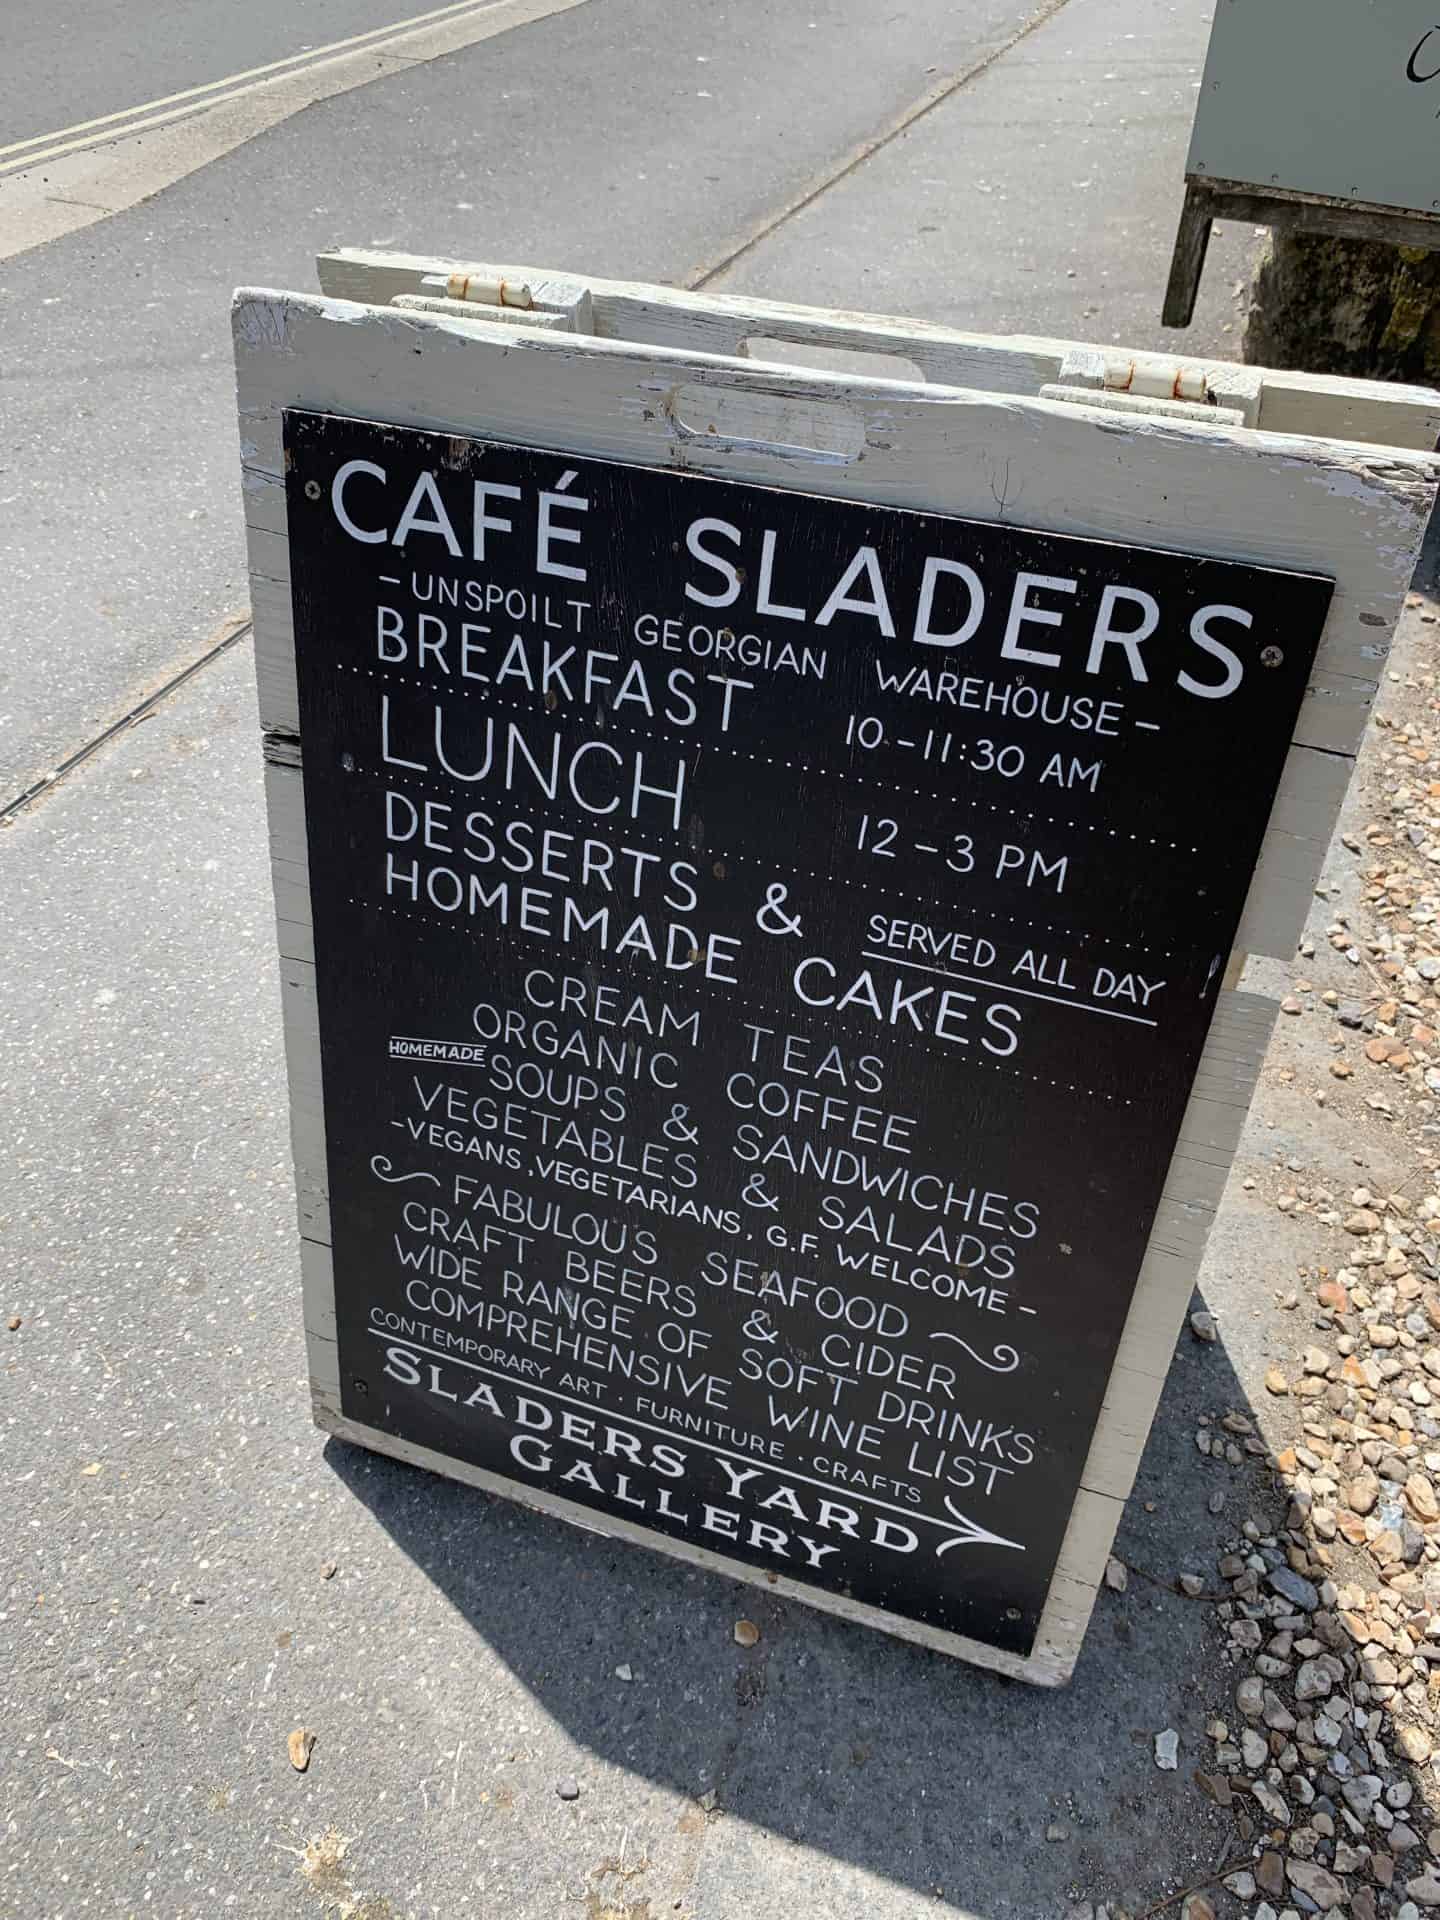 CAFÉ SLADERS
– UNSPOILT GEORGIAN WAREHOUSE –
BREAKFAST 10 – 11:30 AM
LUNCH 12 – 3 PM
DESSERTS &
HOMEMADE CAKES SERVED ALL DAY
CREAM TEAS
ORGANIC COFFEE
HOMEMADE SOUPS & SANDWICHES
VEGETABLES & SALADS
– VEGANS, VEGETARIANS, G.F. WELCOME –
FABULOUS SEAFOOD
CRAFT BEERS & CIDER
WIDE RANGE OF SOFT DRINKS
COMPREHENSIVE WINE LIST
CONTEMPORARY ART . FURNITURE . CRAFTS
SLADERS YARD
GALLERY